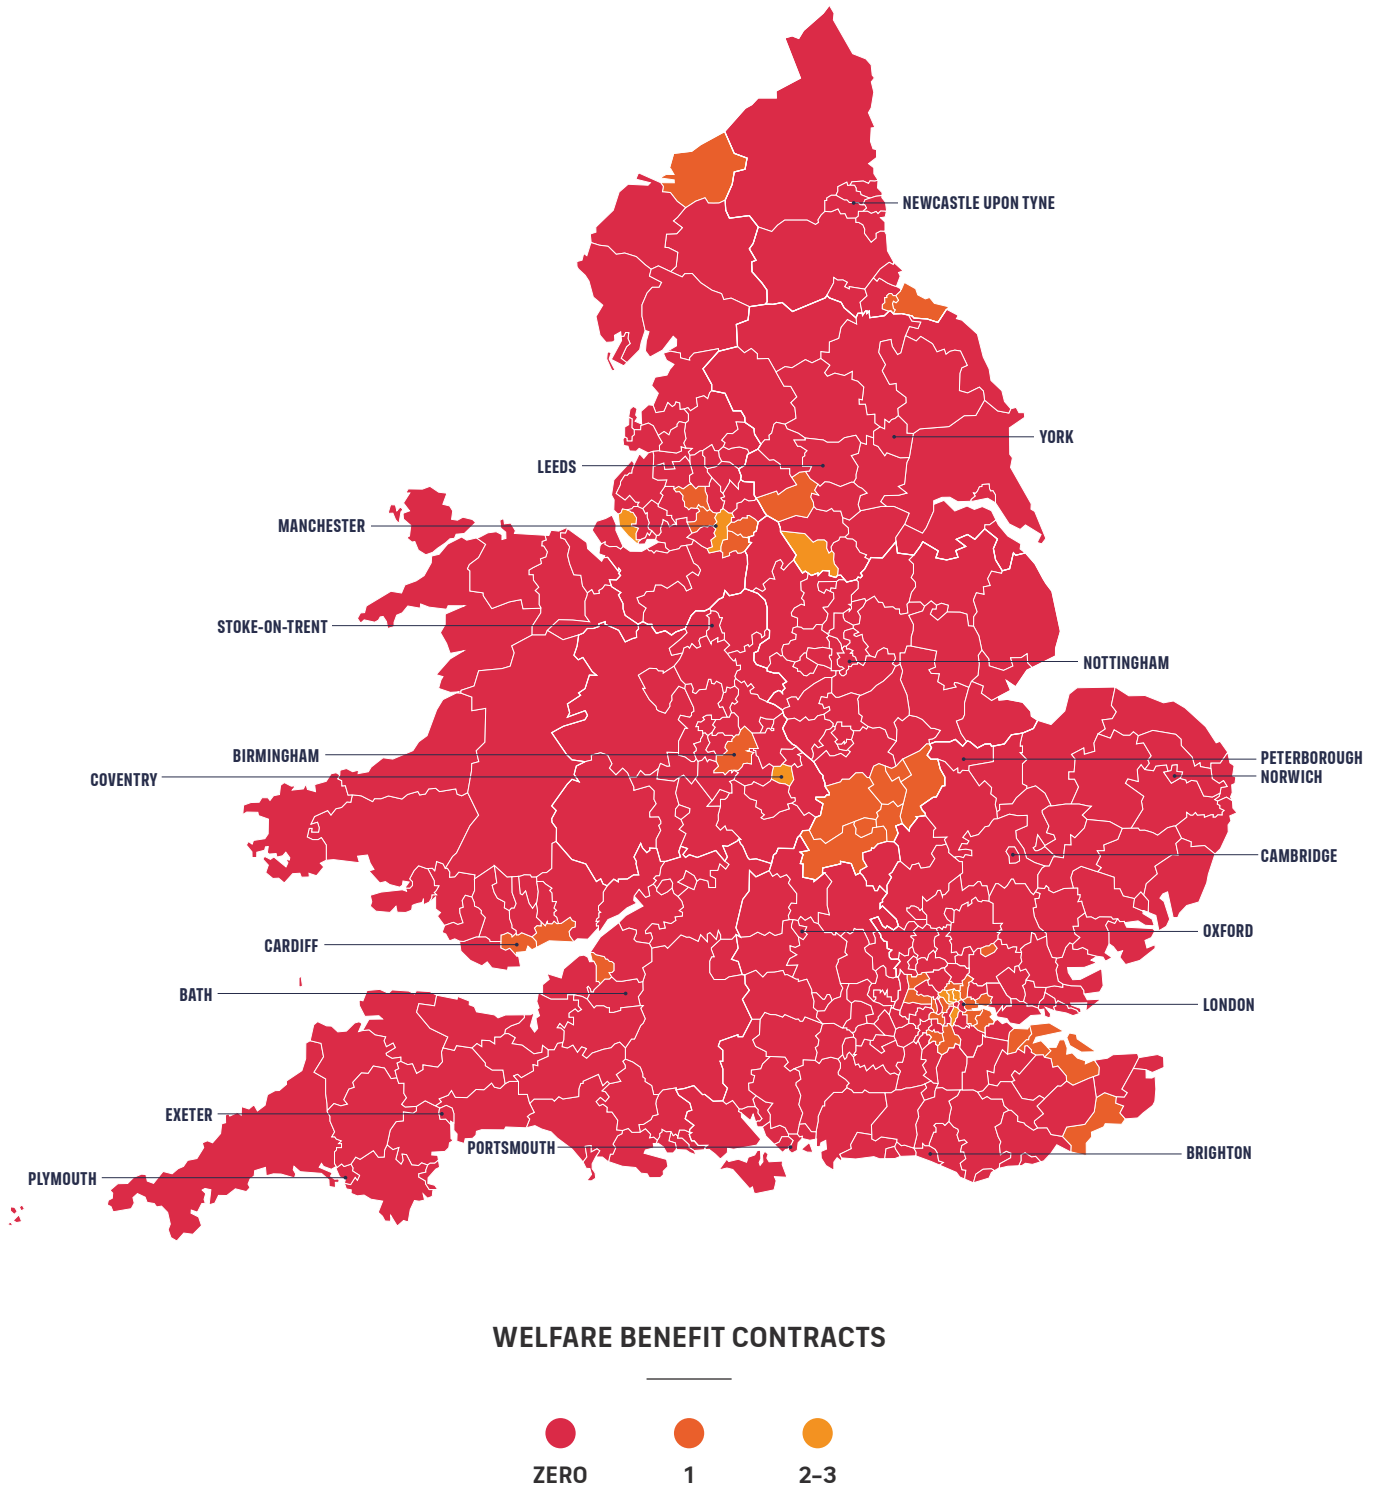 NEWCASTLE UPON TYNE
YORK
LEEDS
MANCHESTER
STOKE-ON-TRENT
NOTTINGHAM
BIRMINGHAM
PETERBOROUGH
COVENTRY
NORWICH
CAMBRIDGE
OXFORD
CARDIFF
BATH
LONDON
EXETER
PORTSMOUTH
BRIGHTON
PLYMOUTH
WELFARE BENEFIT CONTRACTS
ZERO
1
2–3